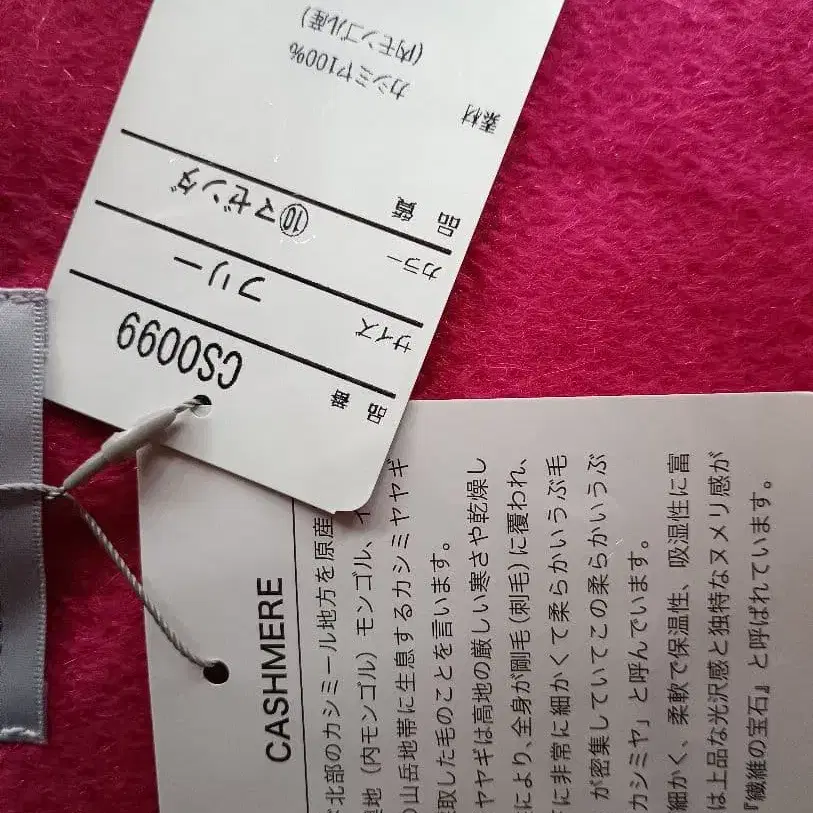 品番 CS0099
サイズ フリー
カラー ⑩マゼンダ
品質
素材 カシミヤ100%
(内モンゴル産)
CASHMERE
北部のカシミール地方を原産
地(内モンゴル)モンゴル、イ
の山岳地帯に生息するカシミヤヤギ
取した毛のことを言います。
ヤギは高地の厳しい寒さや乾燥し
により、全身が剛毛(刺毛)に覆われ、
に非常に細かくて柔らかいうぶ毛
が密集していてこの柔らかいうぶ
カシミヤ」と呼んでいます。
細かく、柔軟で保温性、吸湿性に富
は上品な光沢感と独特なヌメリ感が
『繊維の宝石』と呼ばれています。